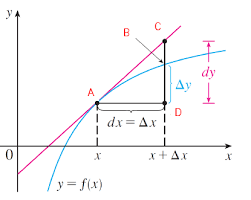 y
C
B
dy
Δy
A
D
dx = Δx
0
x
x + Δx
x
y = f(x)